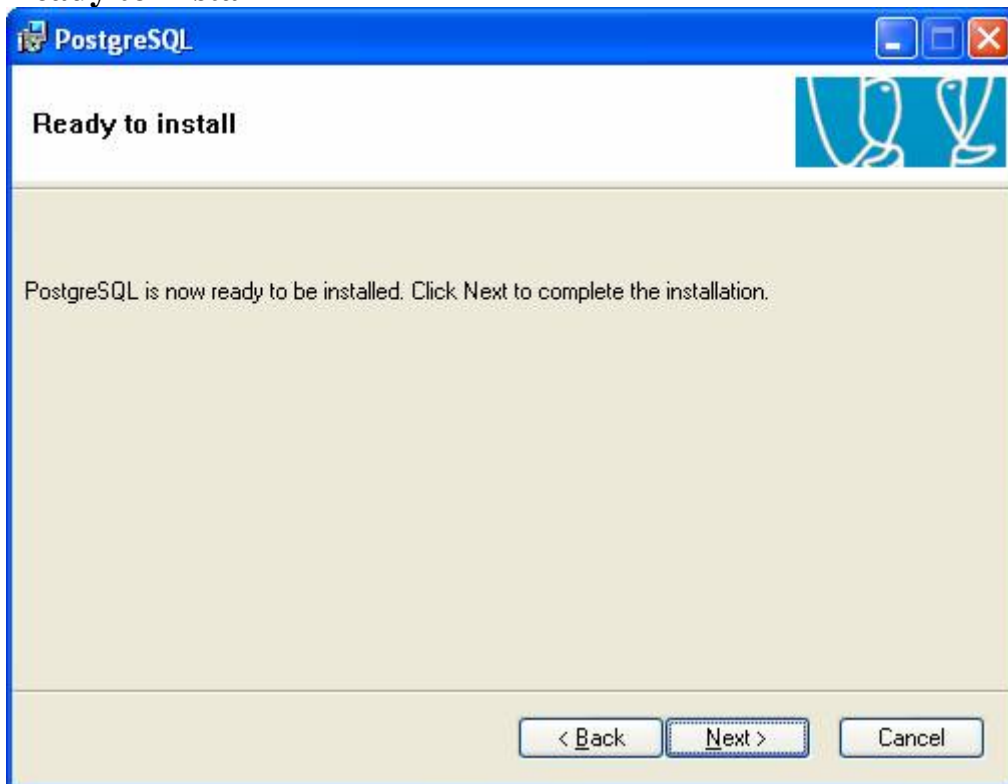 PostgreSQL
Ready to install
PostgreSQL is now ready to be installed. Click Next to complete the installation.
< Back
Next >
Cancel